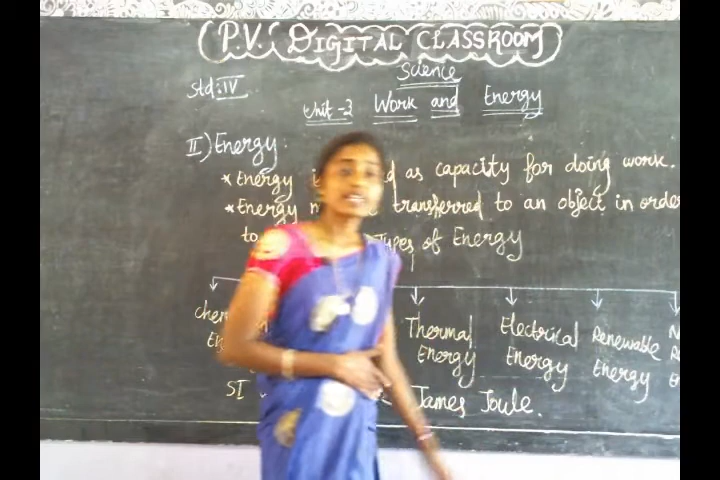 P.V. DIGITAL CLASSROOM
Science
Std:IV
Unit-3 Work and Energy
II) Energy:
* Energy as capacity for doing work.
* Energy transferred to an object in order
to Types of Energy
Thermal Energy
Electrical Energy
Renewable Energy
SI James Joule.